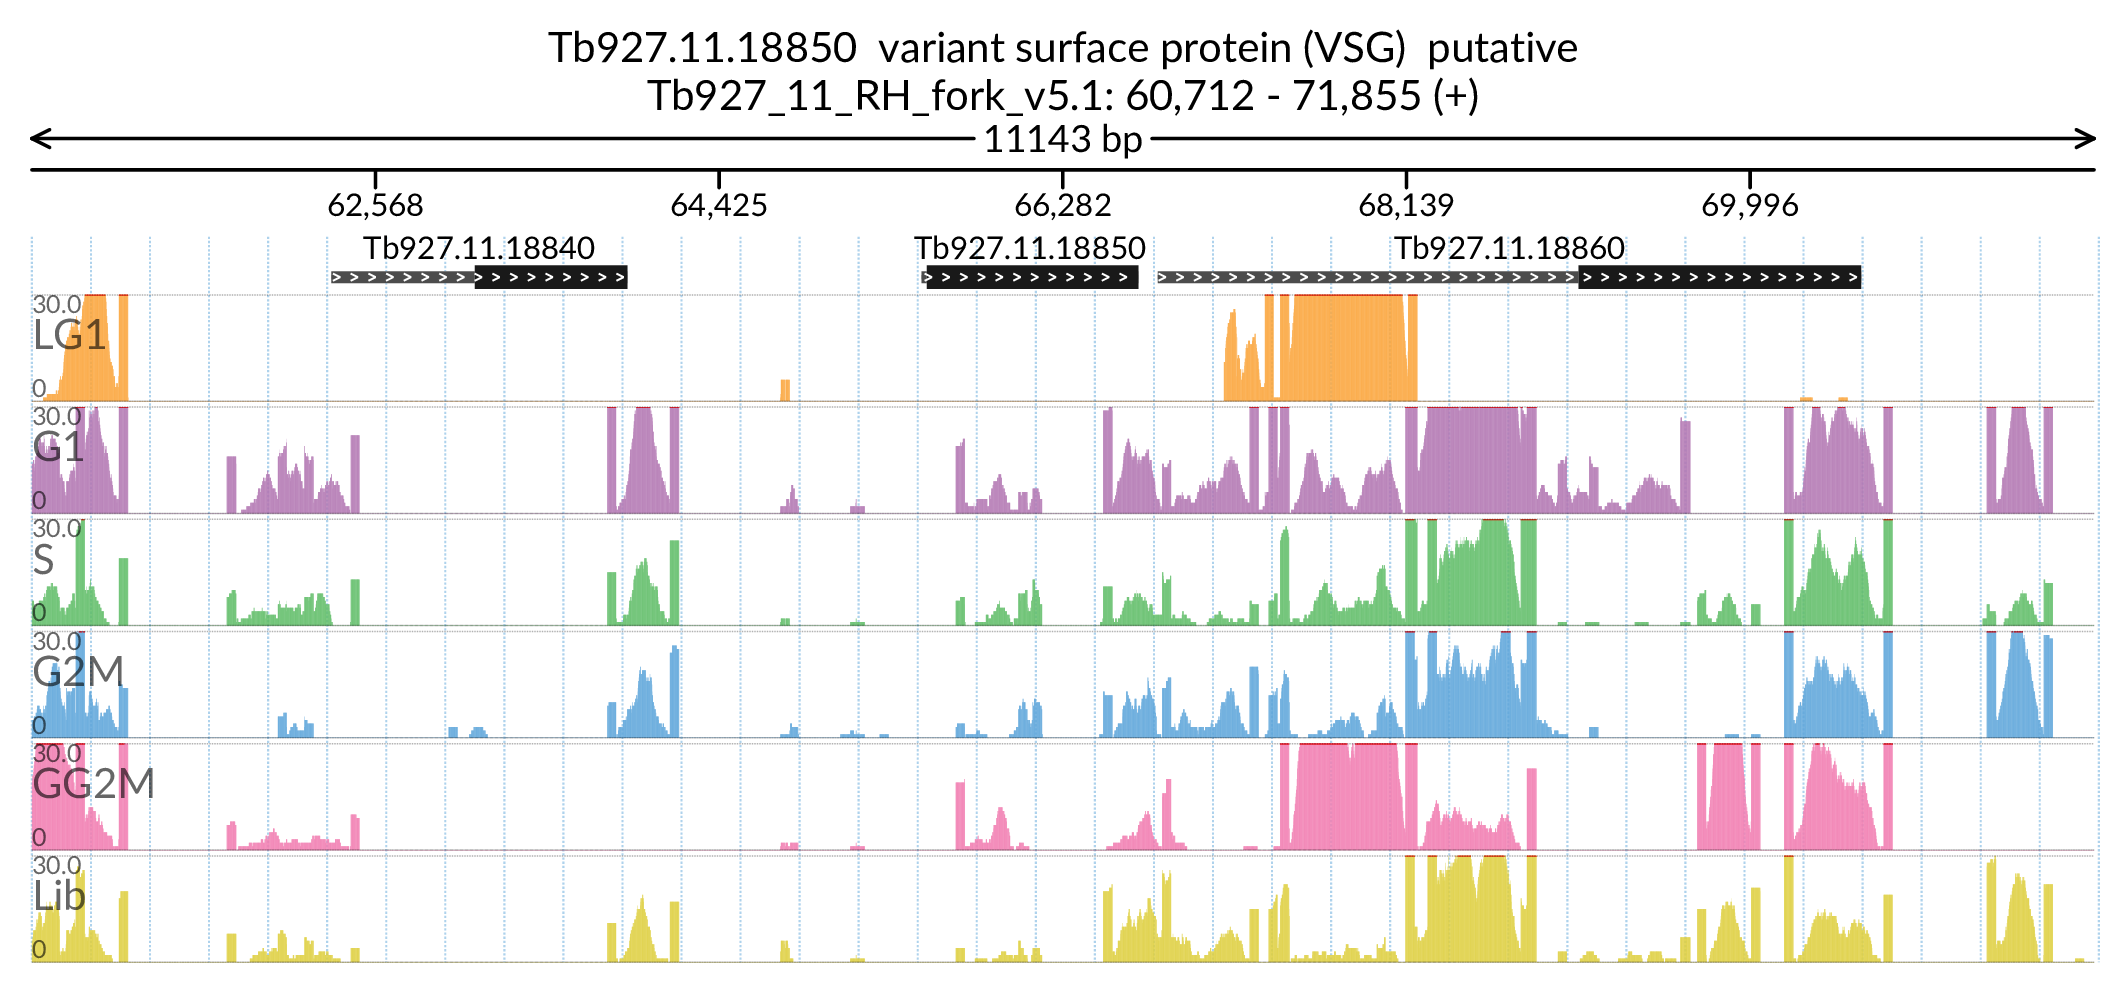 Tb927.11.18850 variant surface protein (VSG) putative
Tb927_11_RH_fork_v5.1: 60,712 - 71,855 (+)
11143 bp
62,568 64,425 66,282 68,139 69,996
Tb927.11.18840 Tb927.11.18850 Tb927.11.18860
30.0
LG1
0
30.0
G1
0
30.0
S
0
30.0
G2M
0
30.0
GG2M
0
30.0
Lib
0